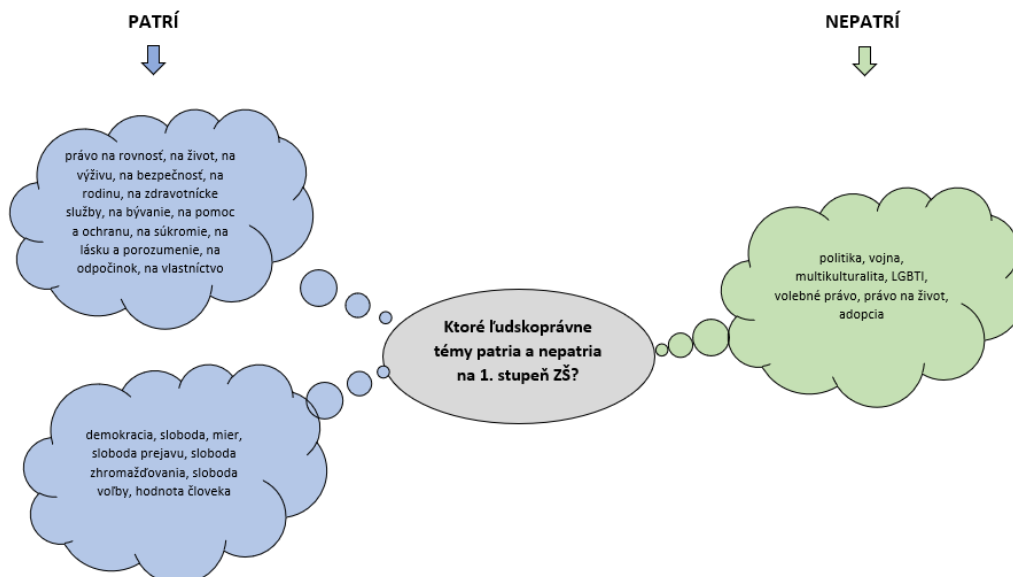 PATRÍ
NEPATRÍ
právo na rovnosť, na život, na
výživu, na bezpečnosť, na
rodinu, na zdravotnícke
služby, na bývanie, na pomoc
a ochranu, na súkromie, na
lásku a porozumenie, na
odpočinok, na vlastníctvo
politika, vojna,
multikulturalita, LGBTI,
volebné právo, právo na život,
adopcia
Ktoré ľudskoprávne
témy patria a nepatria
na 1. stupeň ZŠ?
demokracia, sloboda, mier,
sloboda prejavu, sloboda
zhromažďovania, sloboda
voľby, hodnota človeka